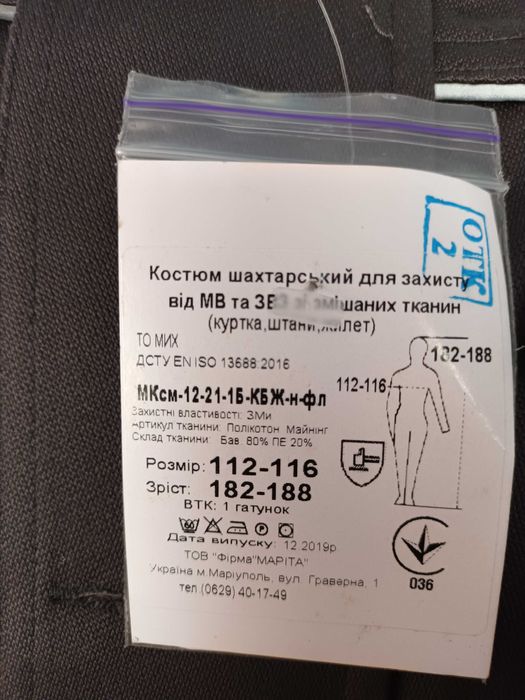 ОТК
2
Костюм шахтарський для захисту
від МВ та ЗВЗ зі змішаних тканин
(куртка,штани,жилет)
ТО МИХ
ДСТУ EN ISO 13688:2016
182-188
112-116
МКсм-12-21-1Б-КБЖ-н-фл
Захистні властивості: ЗМи
Артикул тканини: Полікотон Майнінг
Склад тканини: Бав. 80% ПЕ 20%
Розмір: 112-116
Зріст: 182-188
ВТК: 1 гатунок
60
P
Дата випуску: 12.2019р
ТОВ "Фірма"МАРІТА"
Україна м.Маріуполь, вул. Граверна, 1
тел.(0629) 40-17-49
036